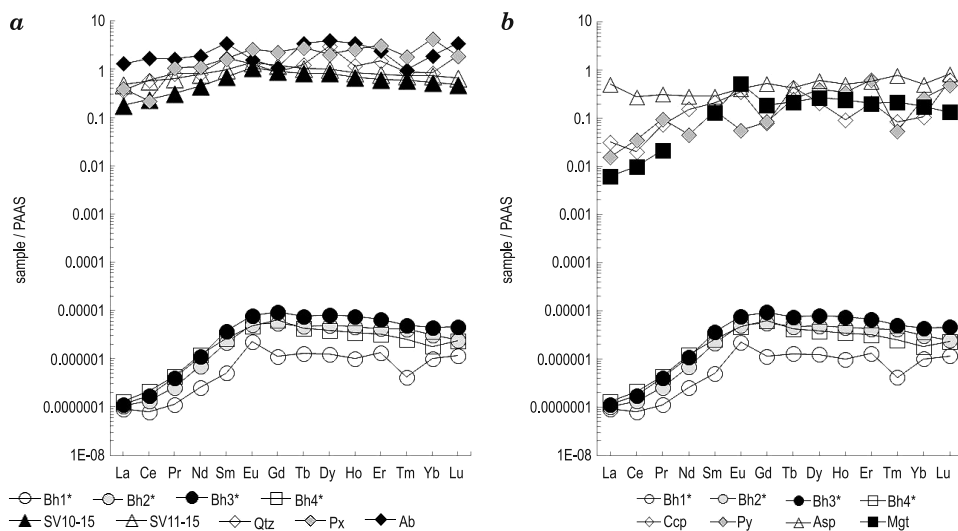 a
10
1
0.1
0.01
0.001
0.0001
0.00001
0.000001
0.0000001
1E-08
sample / PAAS
La Ce Pr Nd Sm Eu Gd Tb Dy Ho Er Tm Yb Lu
Bh1* Bh2* Bh3* Bh4*
SV10-15 SV11-15 Qtz Px Ab
b
10
1
0.1
0.01
0.001
0.0001
0.00001
0.000001
0.0000001
1E-08
sample / PAAS
La Ce Pr Nd Sm Eu Gd Tb Dy Ho Er Tm Yb Lu
Bh1* Bh2* Bh3* Bh4*
Ccp Py Asp Mgt